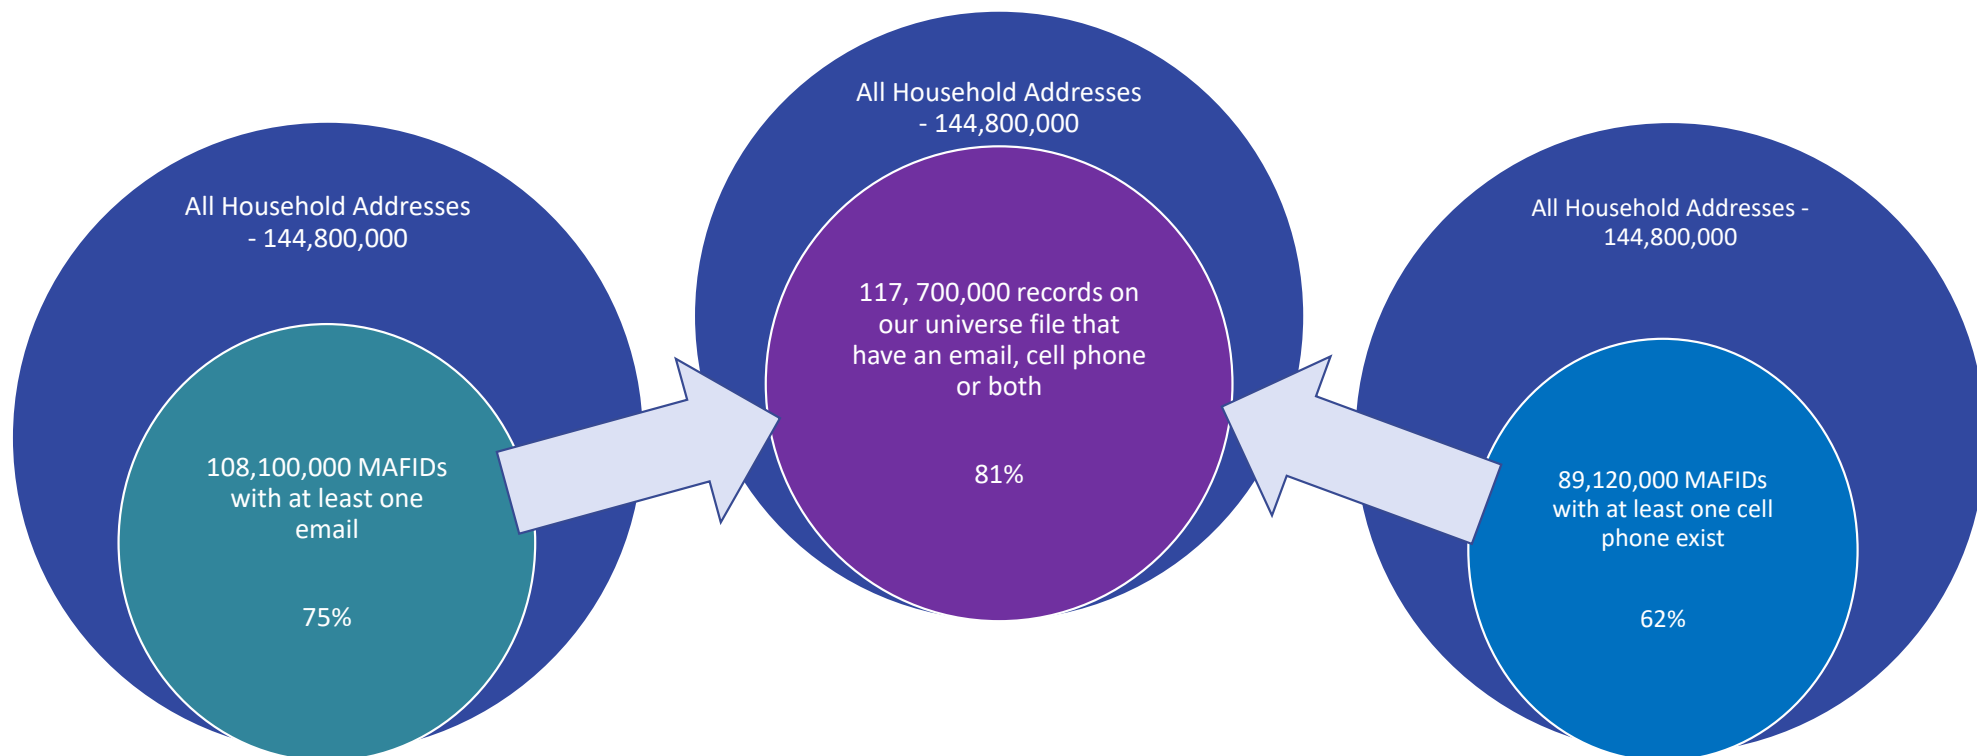 All Household Addresses
- 144,800,000
108,100,000 MAFIDs
with at least one
email
75%
All Household Addresses
- 144,800,000
117, 700,000 records on
our universe file that
have an email, cell phone
or both
81%
All Household Addresses -
144,800,000
89,120,000 MAFIDs
with at least one cell
phone exist
62%